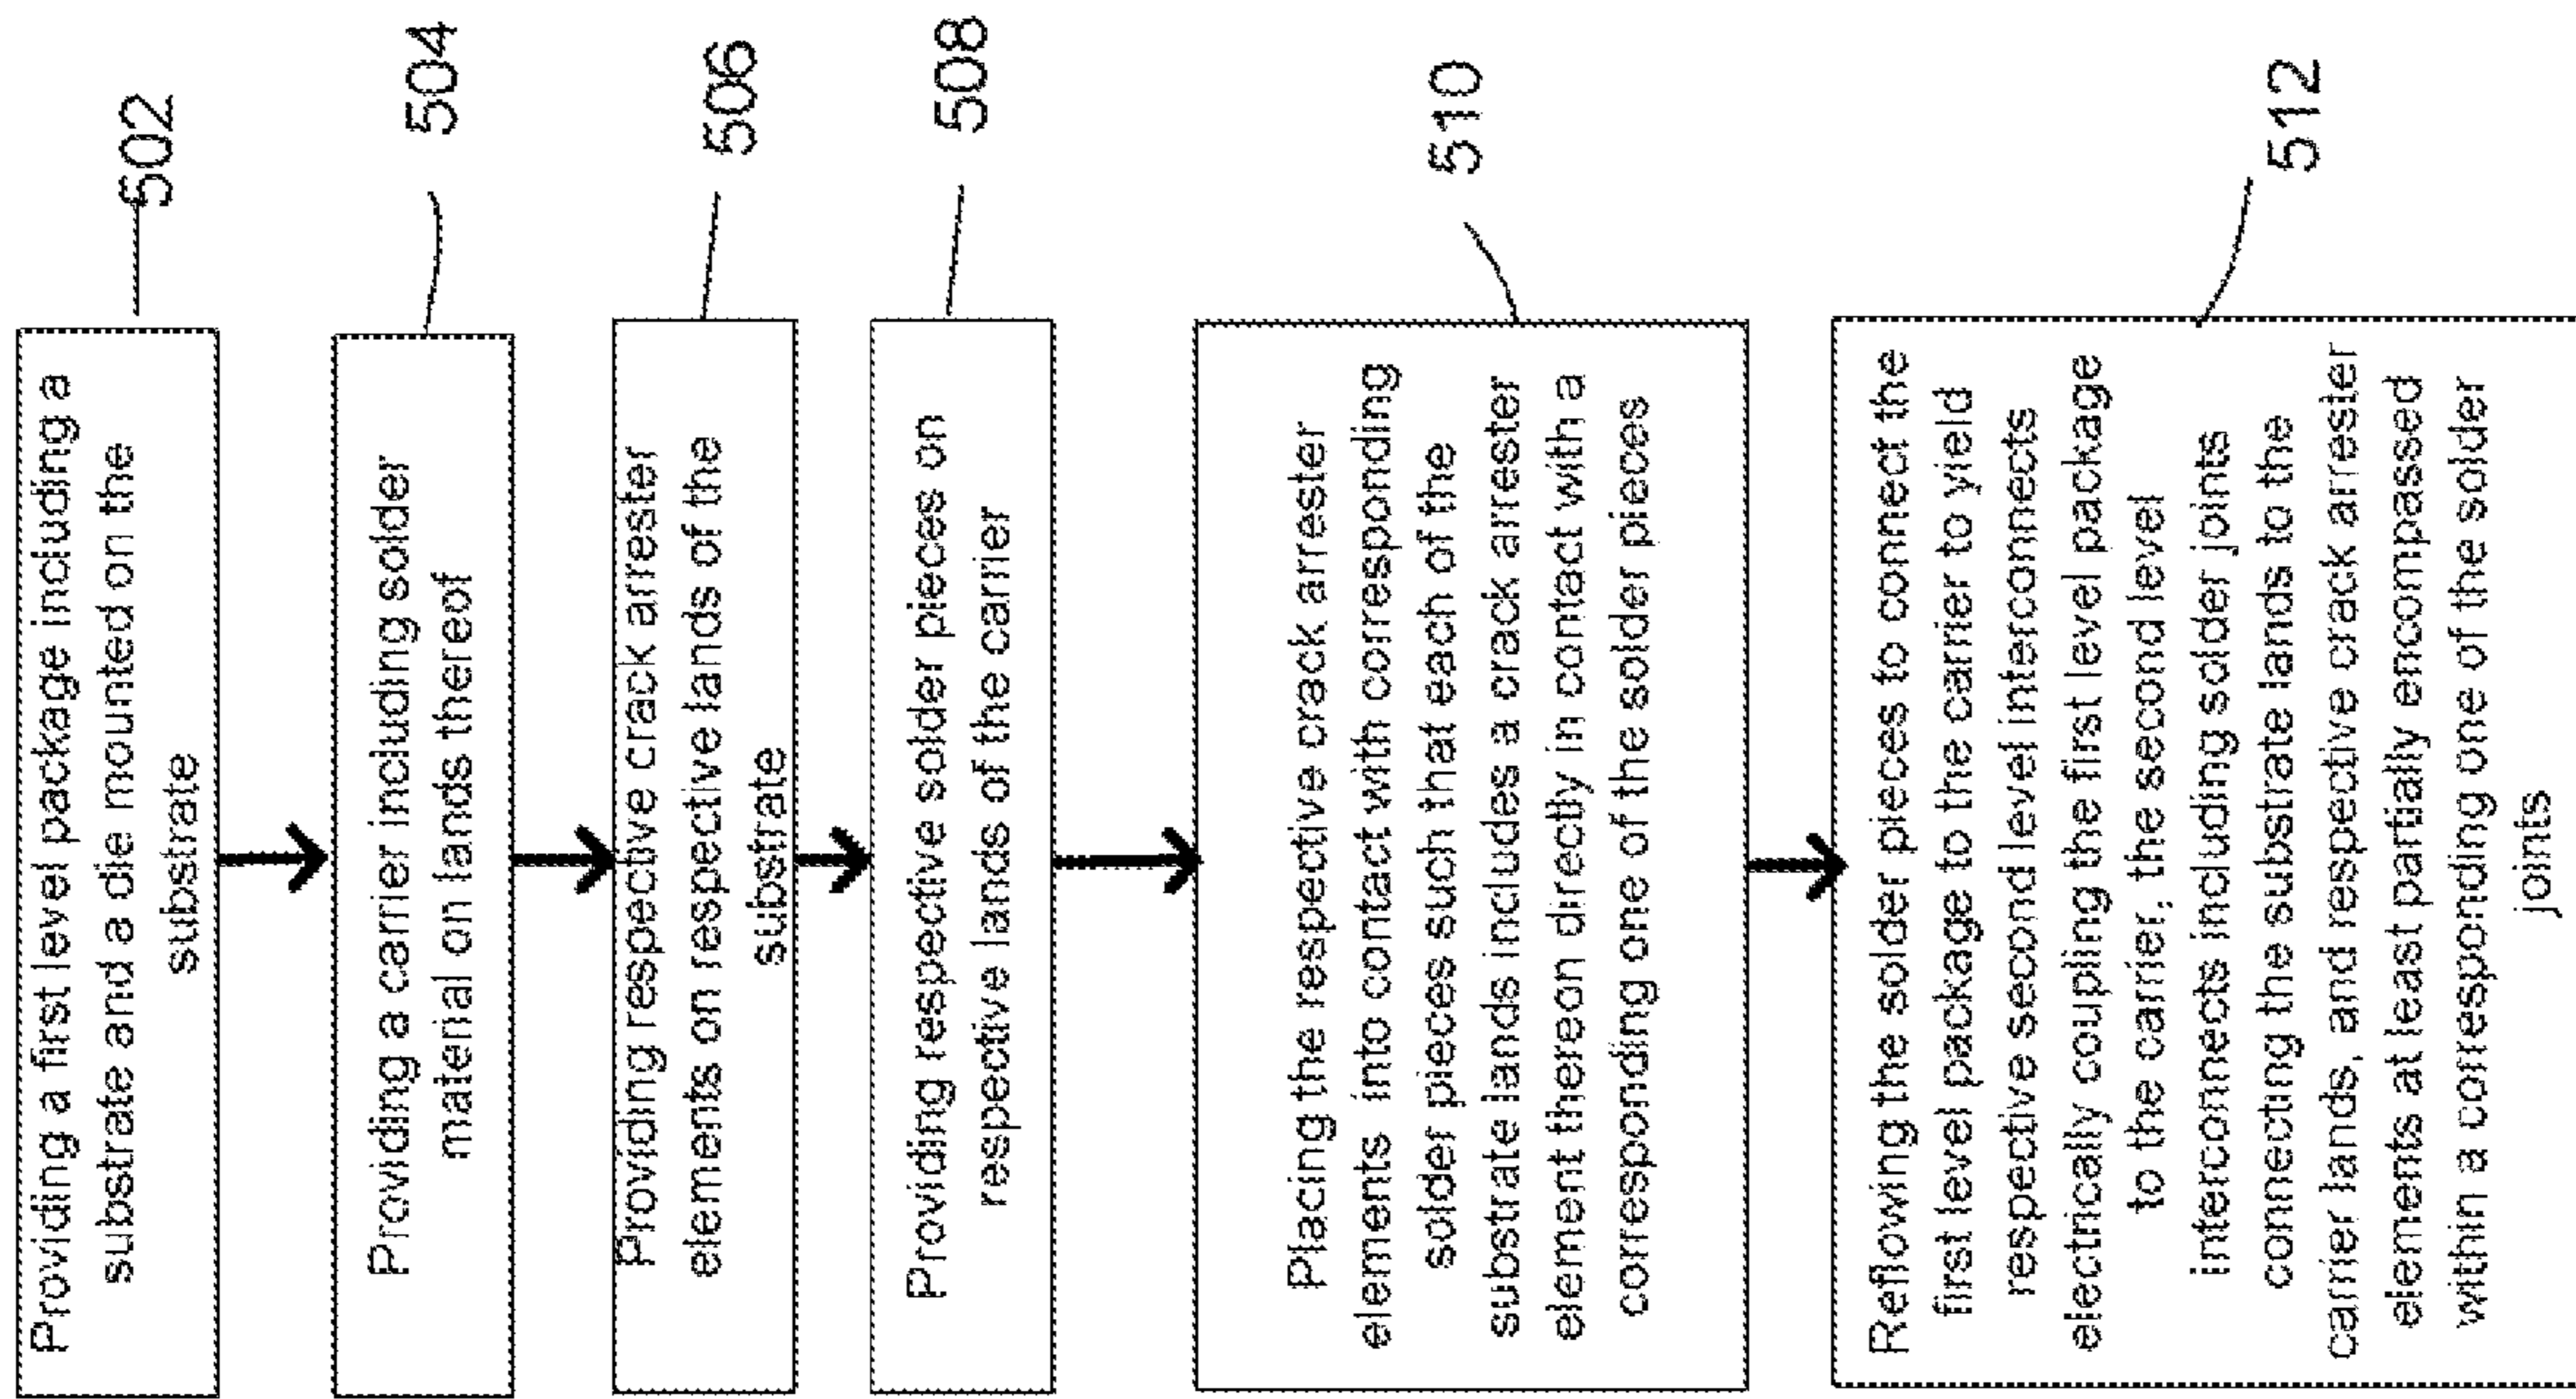 Providing a first level package including a
substrate and a die mounted on the
substrate
502
Providing a carrier including solder
material on lands thereof
504
Providing respective crack arrester
elements on respective lands of the
substrate
506
Providing respective solder pieces on
respective lands of the carrier
508
Placing the respective crack arrester
elements into contact with corresponding
solder pieces such that each of the
substrate lands includes a crack arrester
element thereon directly in contact with a
corresponding one of the solder pieces
510
Reflowing the solder pieces to connect the
first level package to the carrier to yield
respective second level interconnects
electrically coupling the first level package
to the carrier, the second level
interconnects including solder joints
connecting the substrate lands to the
carrier lands, and respective crack arrester
elements at least partially encompassed
within a corresponding one of the solder
joints
512